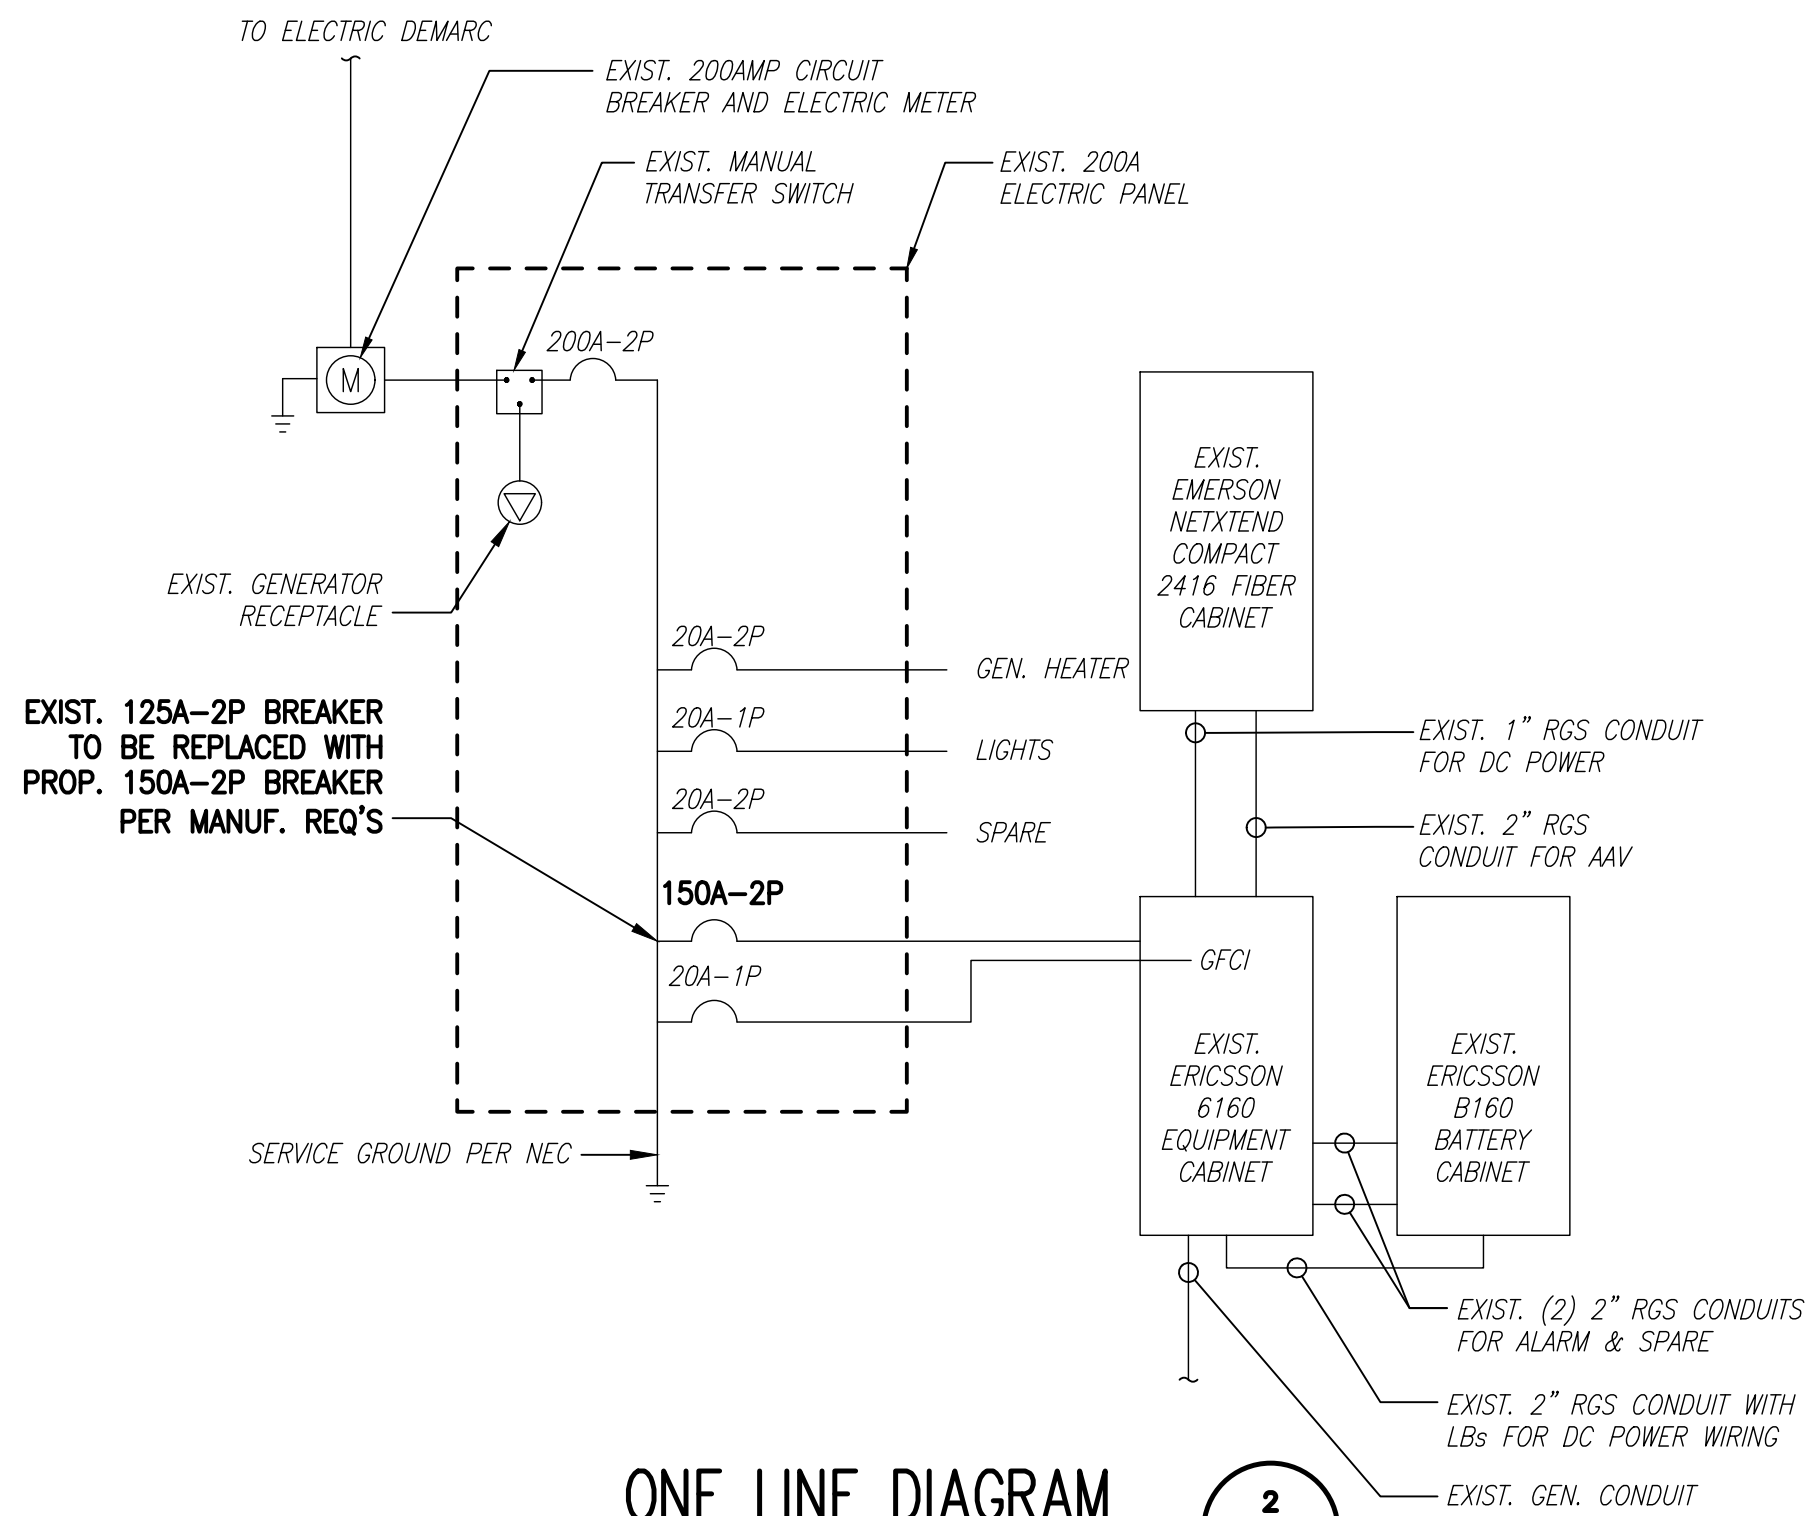 TO ELECTRIC DEMARC
EXIST. 200AMP CIRCUIT
BREAKER AND ELECTRIC METER
EXIST. MANUAL
TRANSFER SWITCH
EXIST. 200A
ELECTRIC PANEL
200A-2P
M
EXIST. GENERATOR
RECEPTACLE
EXIST.
EMERSON
NETXTEND
COMPACT
2416 FIBER
CABINET
20A-2P
GEN. HEATER
20A-1P
LIGHTS
20A-2P
SPARE
EXIST. 125A-2P BREAKER
TO BE REPLACED WITH
PROP. 150A-2P BREAKER
PER MANUF. REQ'S
150A-2P
20A-1P
GFCI
EXIST. 1" RGS CONDUIT
FOR DC POWER
EXIST. 2" RGS
CONDUIT FOR AAV
EXIST.
ERICSSON
6160
EQUIPMENT
CABINET
EXIST.
ERICSSON
B160
BATTERY
CABINET
SERVICE GROUND PER NEC
EXIST. (2) 2" RGS CONDUITS
FOR ALARM & SPARE
EXIST. 2" RGS CONDUIT WITH
LBs FOR DC POWER WIRING
EXIST. GEN. CONDUIT
ONE LINE DIAGRAM
2